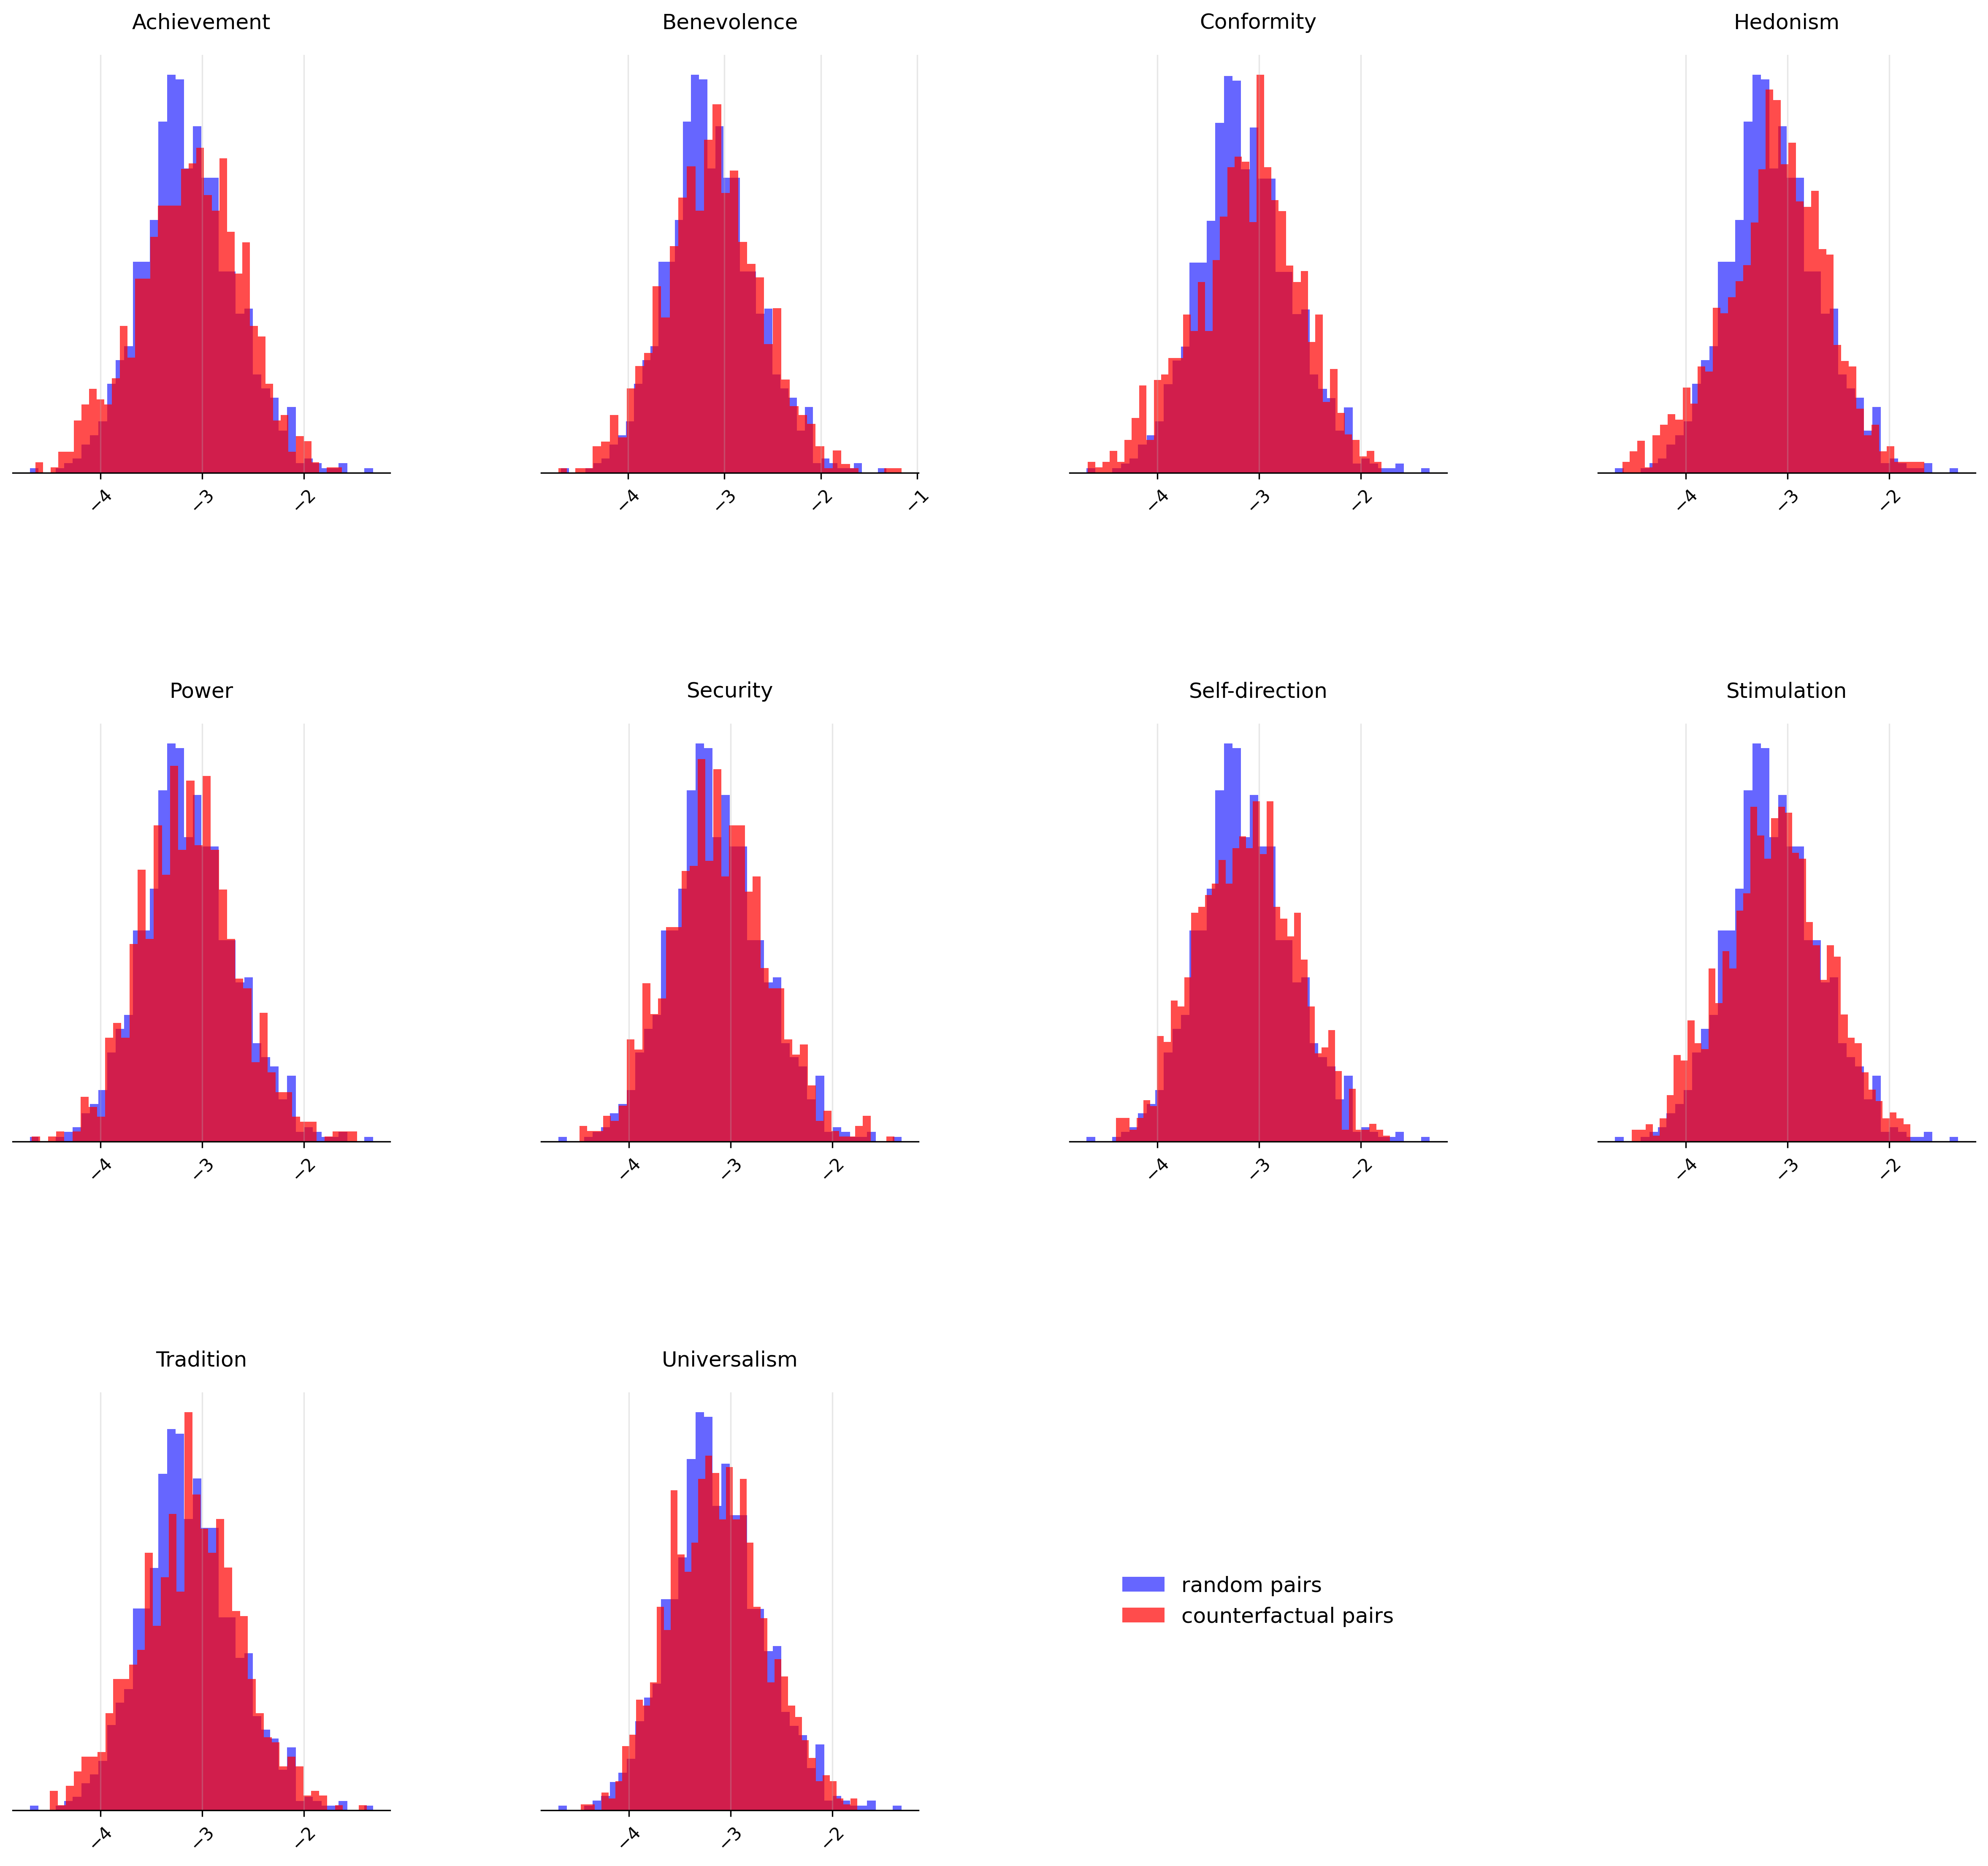 Achievement Benevolence Conformity Hedonism
−4 −3 −2 −4 −3 −2 −1 −4 −3 −2 −4 −3 −2
Power Security Self-direction Stimulation
−4 −3 −2 −4 −3 −2 −4 −3 −2 −4 −3 −2
Tradition Universalism
random pairs
counterfactual pairs
−4 −3 −2 −4 −3 −2